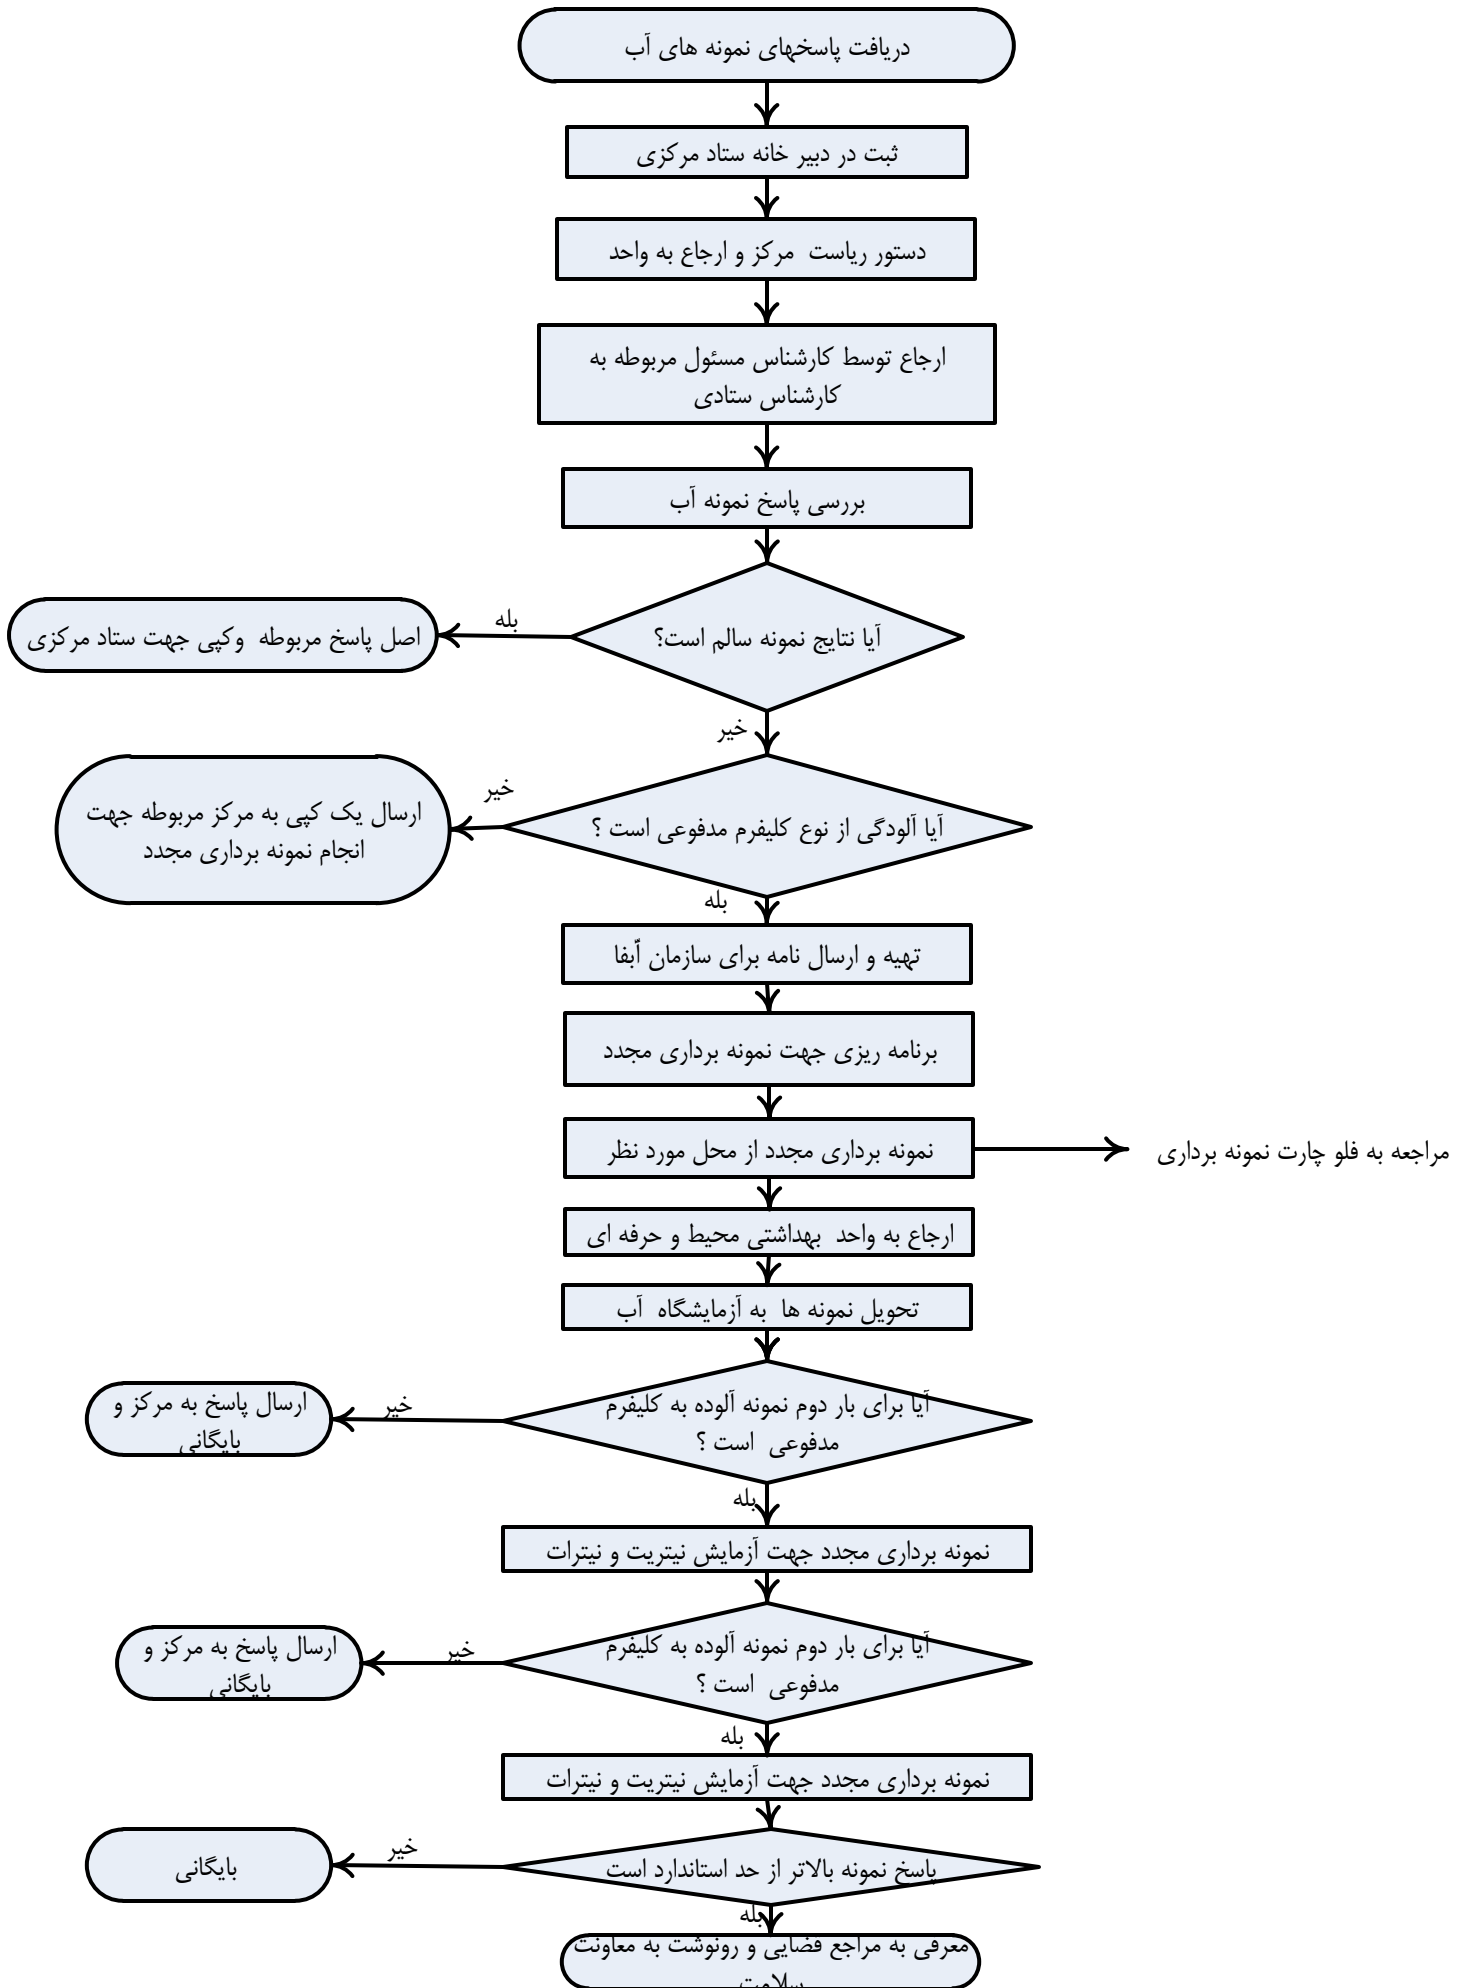 دریافت پاسخهای نمونه های آب
ثبت در دبیر خانه ستاد مرکزی
دستور ریاست  مرکز و ارجاع به واحد
ارجاع توسط کارشناس مسئول مربوطه به
کارشناس ستادی
بررسی پاسخ نمونه آب
آیا نتایج نمونه سالم است؟
بله
اصل پاسخ مربوطه  وکپی جهت ستاد مرکزی
خیر
آیا آلودگی از نوع کلیفرم مدفوعی است ؟
خیر
ارسال یک کپی به مرکز مربوطه جهت
انجام نمونه برداری مجدد
بله
تهیه و ارسال نامه برای سازمان آّبفا
برنامه ریزی جهت نمونه برداری مجدد
نمونه برداری مجدد از محل مورد نظر
مراجعه به فلو چارت نمونه برداری
ارجاع به واحد  بهداشتی محیط و حرفه ای
تحویل نمونه ها  به آزمایشگاه  آب
آیا برای بار دوم نمونه آلوده به کلیفرم
مدفوعی  است ؟
خیر
ارسال پاسخ به مرکز و
بایگانی
بله
نمونه برداری مجدد جهت آزمایش نیتریت و نیترات
آیا برای بار دوم نمونه آلوده به کلیفرم
مدفوعی  است ؟
خیر
ارسال پاسخ به مرکز و
بایگانی
بله
نمونه برداری مجدد جهت آزمایش نیتریت و نیترات
پاسخ نمونه بالاتر از حد استاندارد است
خیر
بایگانی
بله
معرفی به مراجع قضایی و رونوشت به معاونت
سلامت